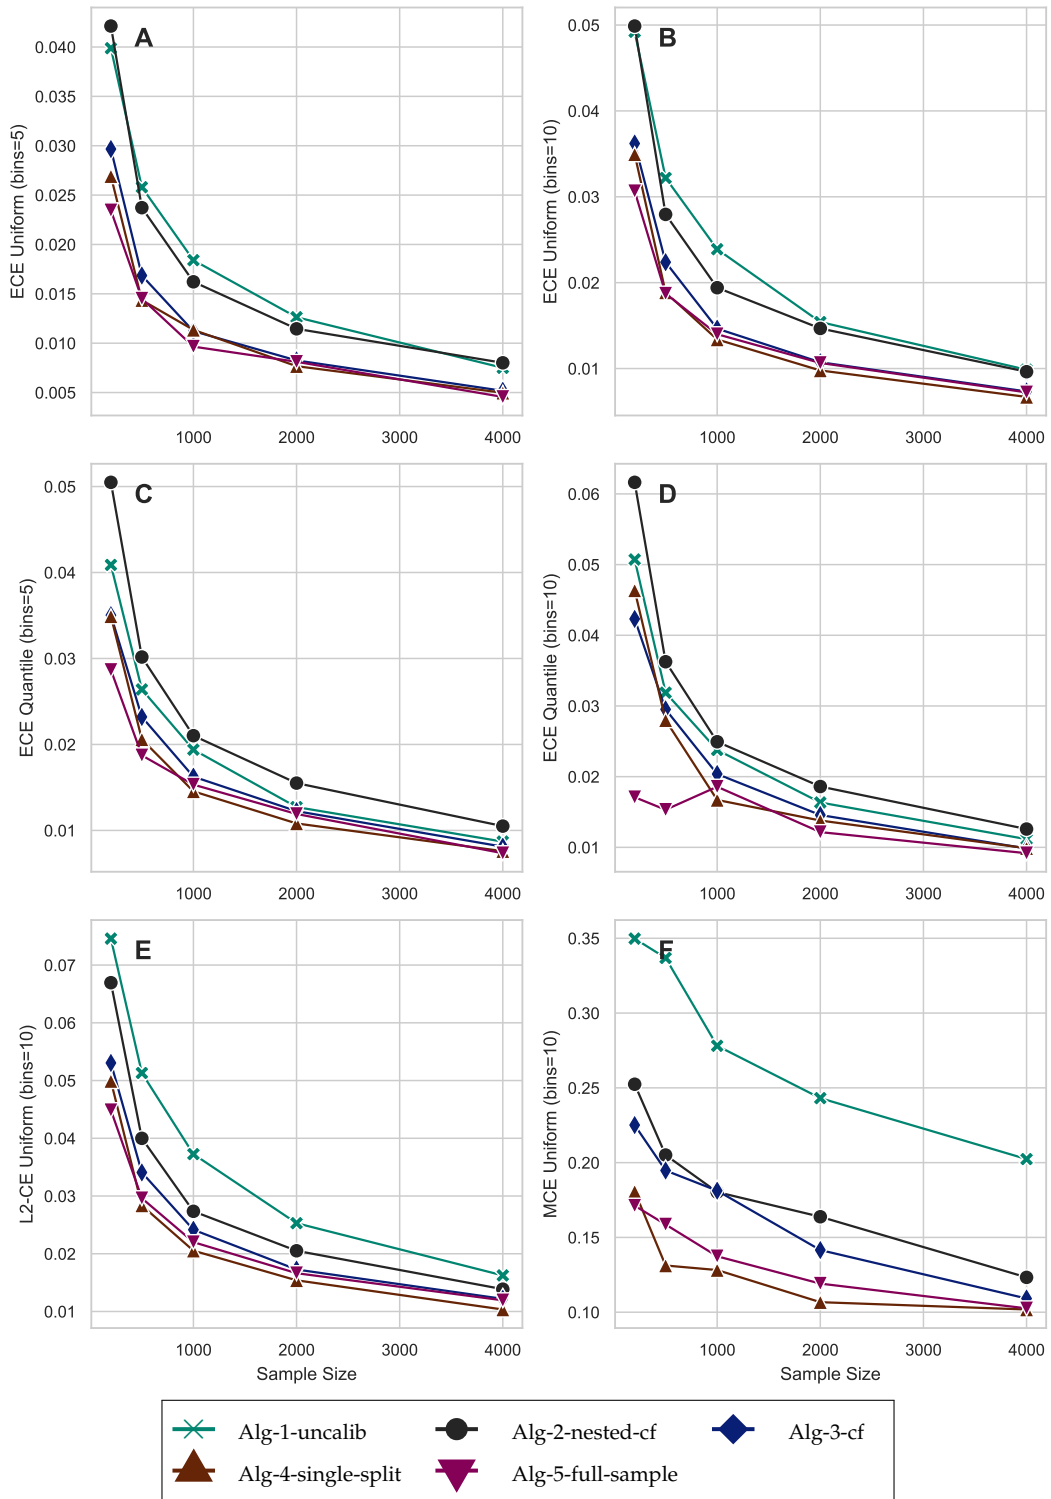 A
ECE Uniform (bins=5)
0.040
0.035
0.030
0.025
0.020
0.015
0.010
0.005
1000 2000 3000 4000
B
ECE Uniform (bins=10)
0.05
0.04
0.03
0.02
0.01
1000 2000 3000 4000
C
ECE Quantile (bins=5)
0.05
0.04
0.03
0.02
0.01
1000 2000 3000 4000
D
ECE Quantile (bins=10)
0.06
0.05
0.04
0.03
0.02
0.01
1000 2000 3000 4000
E
L2-CE Uniform (bins=10)
0.07
0.06
0.05
0.04
0.03
0.02
0.01
1000 2000 3000 4000
Sample Size
F
MCE Uniform (bins=10)
0.35
0.30
0.25
0.20
0.15
0.10
1000 2000 3000 4000
Sample Size
Alg-1-uncalib Alg-2-nested-cf Alg-3-cf
Alg-4-single-split Alg-5-full-sample